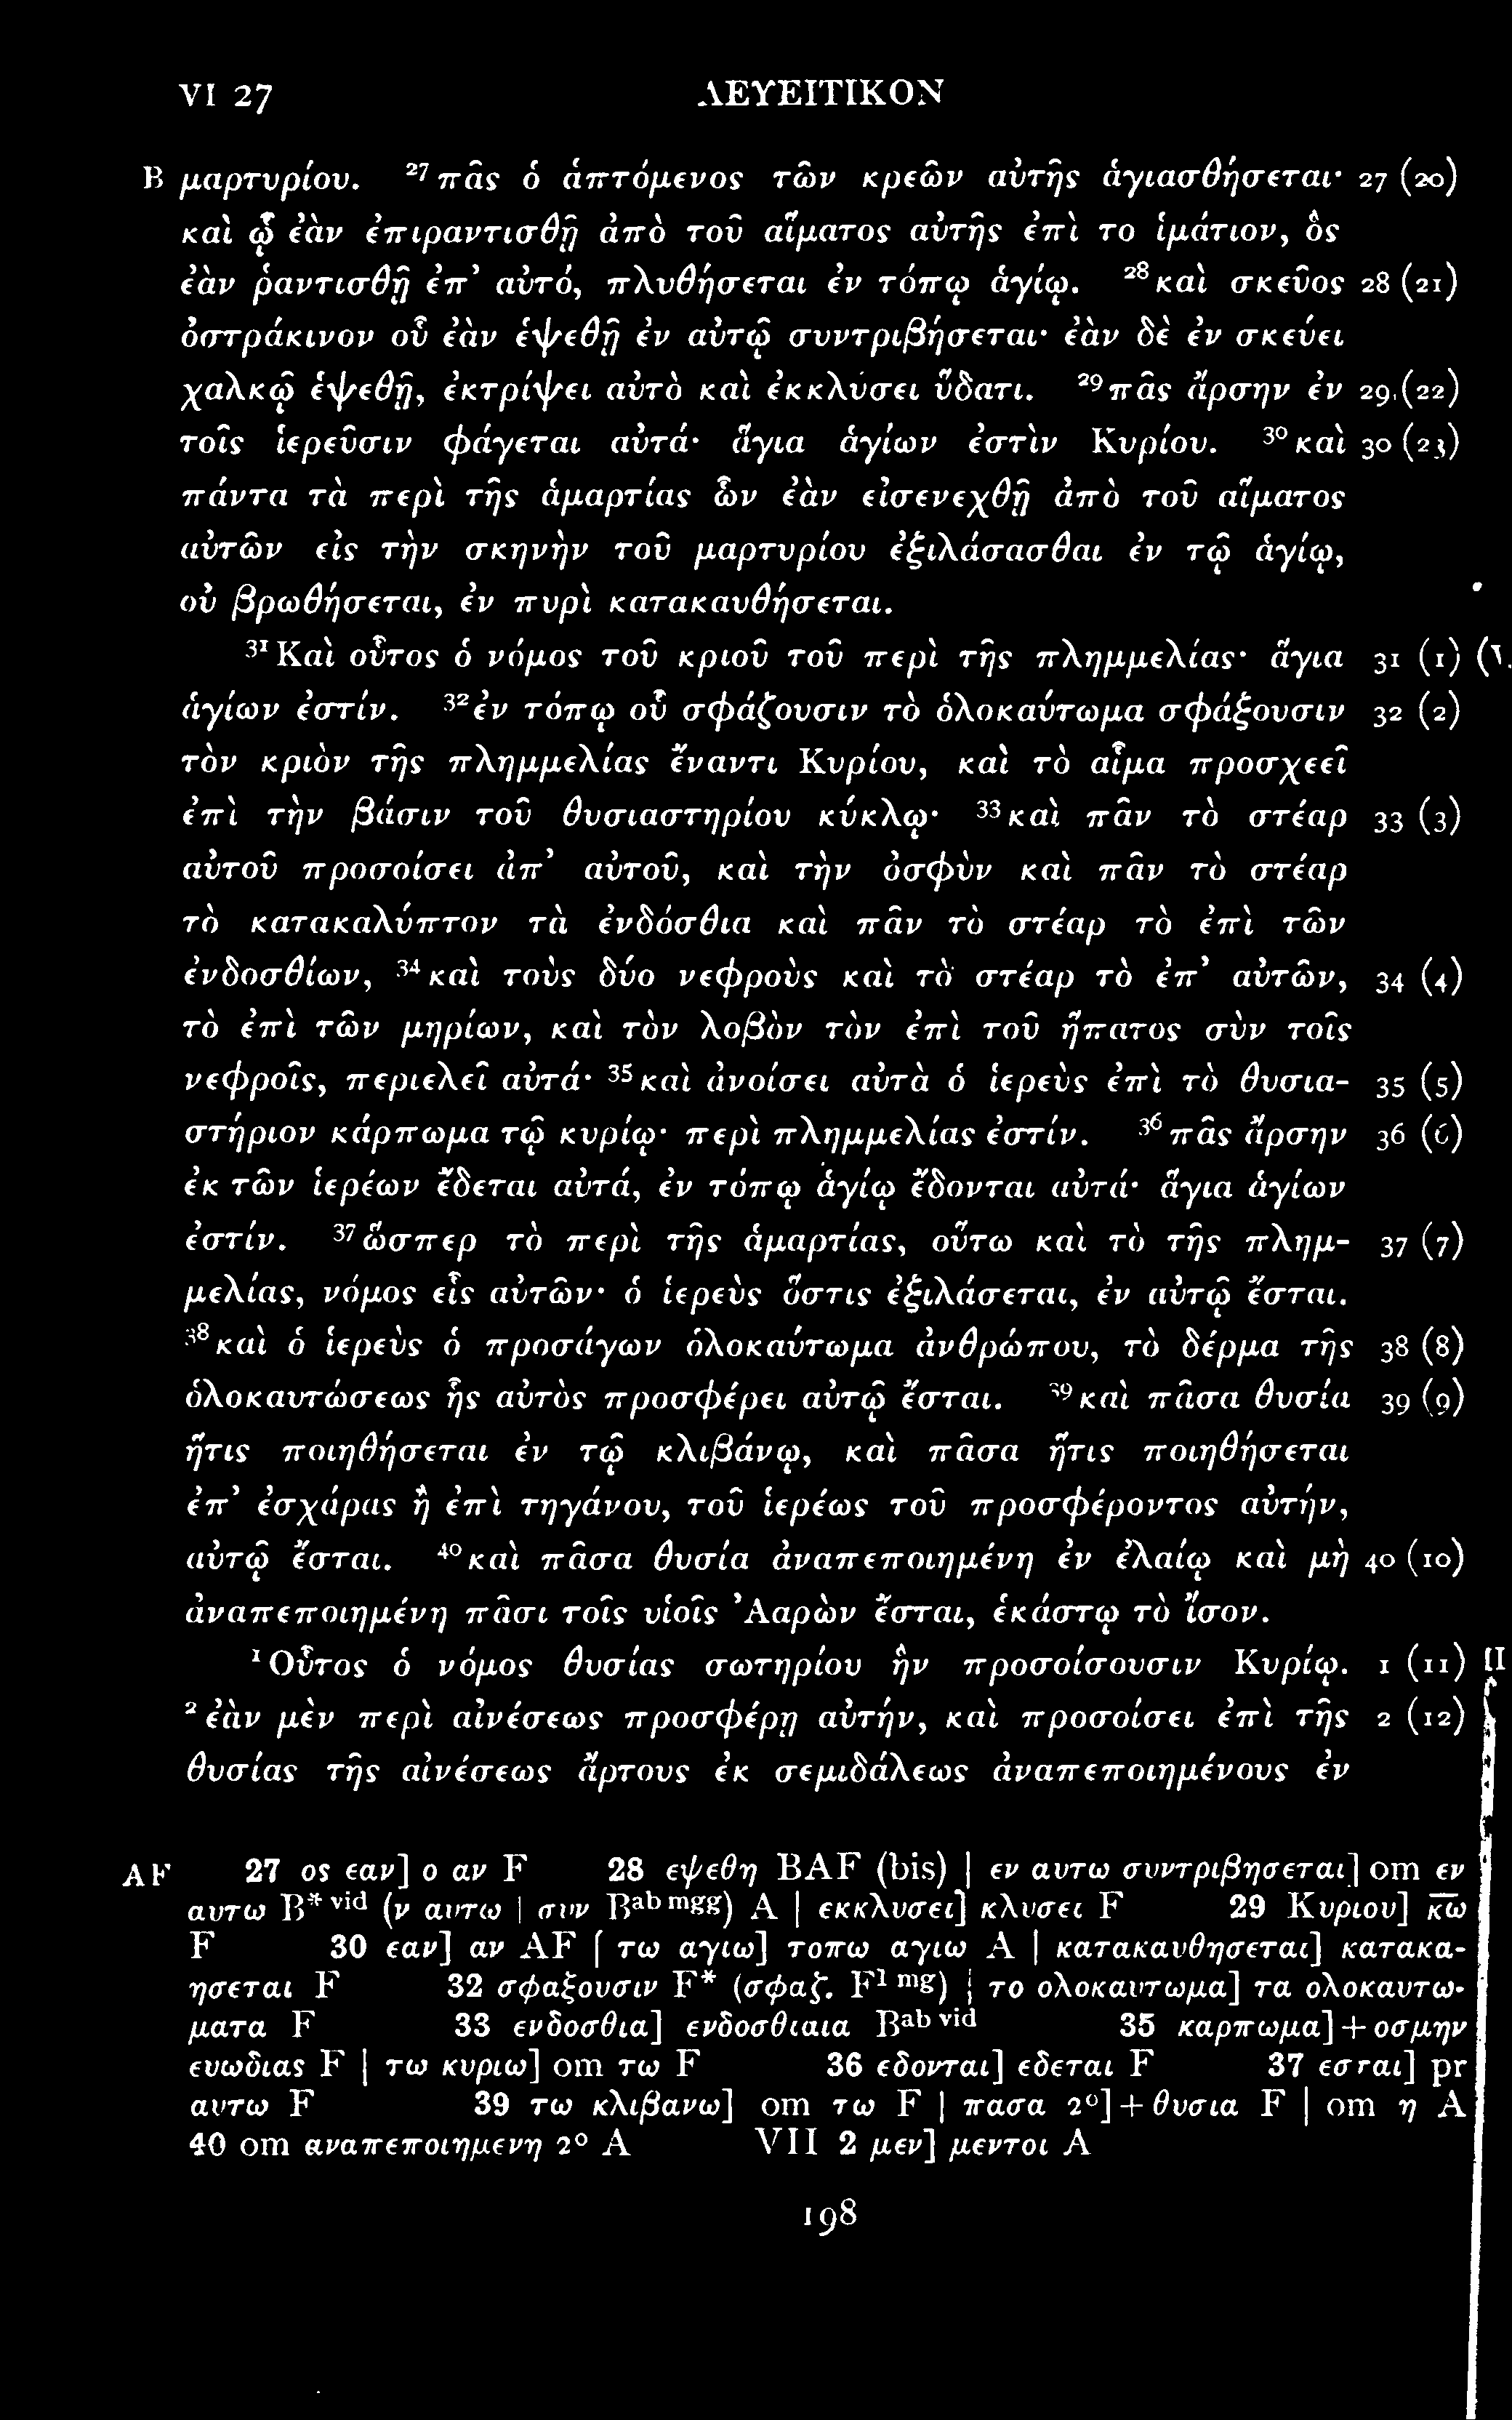 VI 27 ΛΕΥΕΙΤΙΚΟΝ
B μαρτυρίου. ²⁷πᾶς ὁ ἁπτόμενος τῶν κρεῶν αὐτῆς ἁγιασθήσεται· 27 (20)
καὶ ᾧ ἐὰν ἐπιραντισθῇ ἀπὸ τοῦ αἵματος αὐτῆς ἐπὶ το ἱμάτιον, ὃς
ἐὰν ῥαντισθῇ ἐπ’ αὐτό, πλυθήσεται ἐν τόπῳ ἁγίῳ. ²⁸καὶ σκεῦος 28 (21)
ὀστράκινον οὗ ἐὰν ἑψεθῇ ἐν αὐτῷ συντριβήσεται· ἐὰν δὲ ἐν σκεύει
χαλκῷ ἑψεθῇ, ἐκτρίψει αὐτὸ καὶ ἐκκλύσει ὕδατι. ²⁹πᾶς ἄρσην ἐν 29 (22)
τοῖς ἱερεῦσιν φάγεται αὐτά· ἅγια ἁγίων ἐστὶν Κυρίου. ³⁰καὶ 30 (23)
πάντα τὰ περὶ τῆς ἁμαρτίας ὧν ἐὰν εἰσενεχθῇ ἀπὸ τοῦ αἵματος
αὐτῶν εἰς τὴν σκηνὴν τοῦ μαρτυρίου ἐξιλάσασθαι ἐν τῷ ἁγίῳ,
οὐ βρωθήσεται, ἐν πυρὶ κατακαυθήσεται.
³¹Καὶ οὗτος ὁ νόμος τοῦ κριοῦ τοῦ περὶ τῆς πλημμελίας· ἅγια 31 (1)
ἁγίων ἐστίν. ³²ἐν τόπῳ οὗ σφάζουσιν τὸ ὁλοκαύτωμα σφάξουσιν 32 (2)
τὸν κριὸν τῆς πλημμελίας ἔναντι Κυρίου, καὶ τὸ αἷμα προσχεεῖ
ἐπὶ τὴν βάσιν τοῦ θυσιαστηρίου κύκλῳ· ³³καὶ πᾶν τὸ στέαρ 33 (3)
αὐτοῦ προσοίσει ἀπ’ αὐτοῦ, καὶ τὴν ὀσφὺν καὶ πᾶν τὸ στέαρ
τὸ κατακαλύπτον τὰ ἐνδόσθια καὶ πᾶν τὸ στέαρ τὸ ἐπὶ τῶν
ἐνδοσθίων, ³⁴καὶ τοὺς δύο νεφροὺς καὶ τὸ στέαρ τὸ ἐπ’ αὐτῶν, 34 (4)
τὸ ἐπὶ τῶν μηρίων, καὶ τὸν λοβὸν τὸν ἐπὶ τοῦ ἥπατος σὺν τοῖς
νεφροῖς, περιελεῖ αὐτά· ³⁵καὶ ἀνοίσει αὐτὰ ὁ ἱερεὺς ἐπὶ τὸ θυσια- 35 (5)
στήριον κάρπωμα τῷ κυρίῳ· περὶ πλημμελίας ἐστίν. ³⁶πᾶς ἄρσην 36 (6)
ἐκ τῶν ἱερέων ἔδεται αὐτά, ἐν τόπῳ ἁγίῳ ἔδονται αὐτά· ἅγια ἁγίων
ἐστίν. ³⁷ὥσπερ τὸ περὶ τῆς ἁμαρτίας, οὕτω καὶ τὸ τῆς πλημ- 37 (7)
μελίας, νόμος εἷς αὐτῶν· ὁ ἱερεὺς ὅστις ἐξιλάσεται, ἐν αὐτῷ ἔσται.
³⁸καὶ ὁ ἱερεὺς ὁ προσάγων ὁλοκαύτωμα ἀνθρώπου, τὸ δέρμα τῆς 38 (8)
ὁλοκαυτώσεως ἧς αὐτὸς προσφέρει αὐτῷ ἔσται. ³⁹καὶ πᾶσα θυσία 39 (9)
ἥτις ποιηθήσεται ἐν τῷ κλιβάνῳ, καὶ πᾶσα ἥτις ποιηθήσεται
ἐπ’ ἐσχάρας ἢ ἐπὶ τηγάνου, τοῦ ἱερέως τοῦ προσφέροντος αὐτήν,
αὐτῷ ἔσται. ⁴⁰καὶ πᾶσα θυσία ἀναπεποιημένη ἐν ἐλαίῳ καὶ μὴ 40 (10)
ἀναπεποιημένη πᾶσι τοῖς υἱοῖς Ἀαρὼν ἔσται, ἑκάστῳ τὸ ἴσον.
¹Οὗτος ὁ νόμος θυσίας σωτηρίου ἣν προσοίσουσιν Κυρίῳ. 1 (11)
²ἐὰν μὲν περὶ αἰνέσεως προσφέρῃ αὐτήν, καὶ προσοίσει ἐπὶ τῆς 2 (12)
θυσίας τῆς αἰνέσεως ἄρτους ἐκ σεμιδάλεως ἀναπεποιημένους ἐν
AF 27 ος εαν] ο αν F 28 εψεθη BAF (bis) | εν αυτω συντριβησεται] om εν
αυτω B* vid (ν αυτω | συν Bab mgg) A | εκκλυσει] κλυσει F 29 Κυριου] κ̅ω̅
F 30 εαν] αν AF | τω αγιω] τοπω αγιω A | κατακαυθησεται] κατακα-
ησεται F 32 σφαξουσιν F* (σφαζ. F1 mg) | το ολοκαυτωμα] τα ολοκαυτω-
ματα F 33 ενδοσθια] ενδοσθιαια Bab vid 35 καρπωμα] + οσμην
ευωδιας F | τω κυριω] om τω F 36 εδονται] εδεται F 37 εσται] pr
αυτω F 39 τω κλιβανω] om τω F | πασα 2º] + θυσια F | om η A
40 om αναπεποιημενη 2º A VII 2 μεν] μεντοι A
198